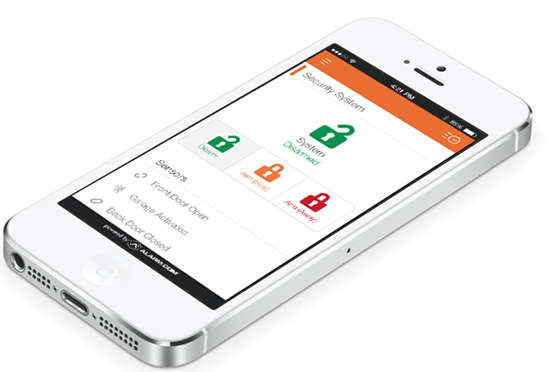 4:21 PM
Security System
System
Disarmed
Disarm
Arm (Stay)
Arm (Away)
Sensors
Front Door Open
Garage Activated
Back Door Closed
powered by ALARM.COM